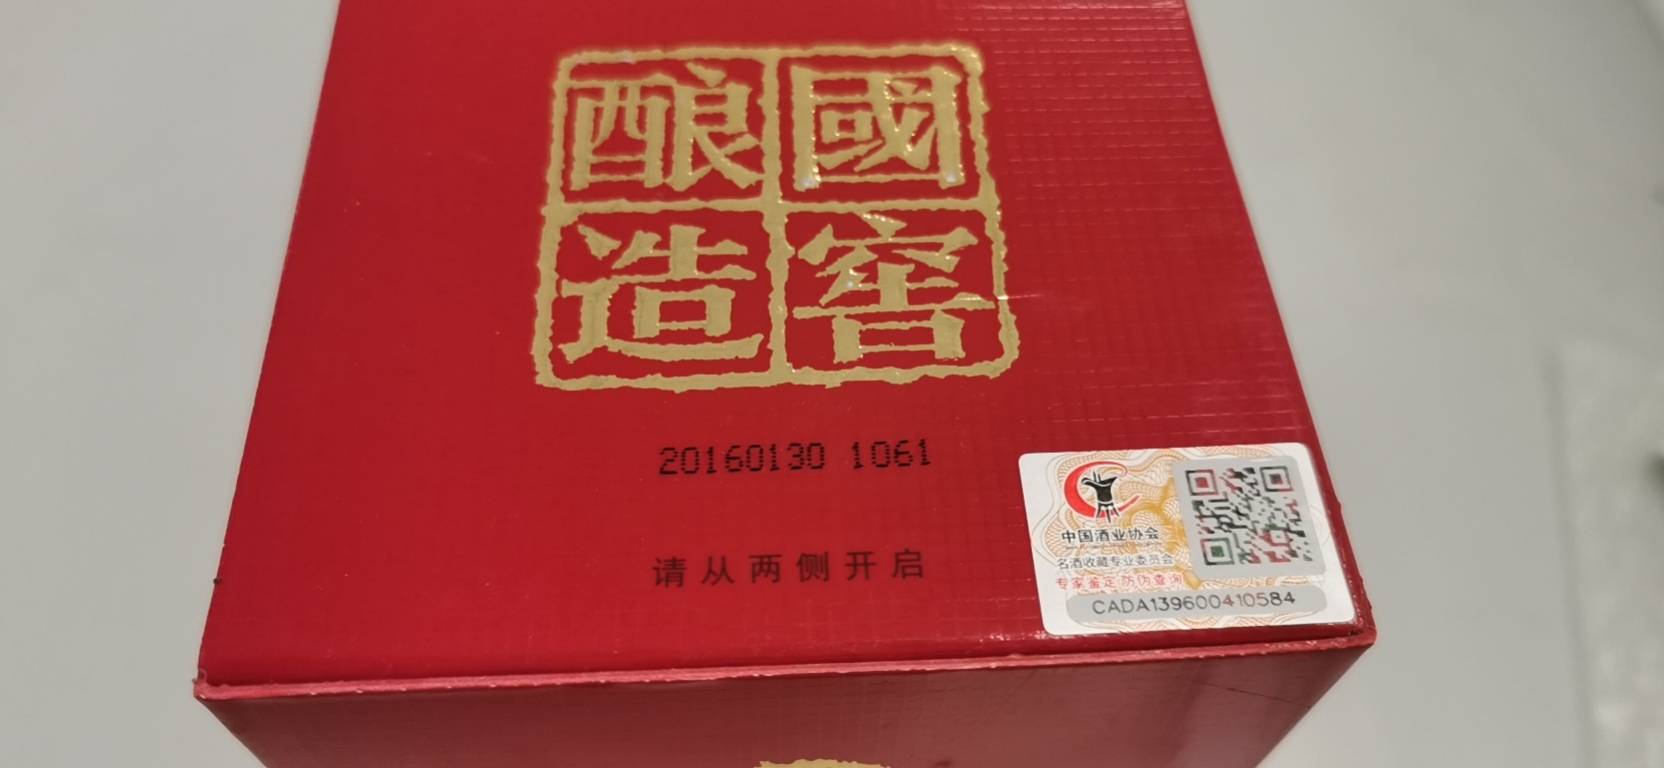 國窖
酿造
20160130 1061
请从两侧开启
中国酒业协会
名酒收藏专业委员会
专家鉴定 防伪查询
CADA139600410584